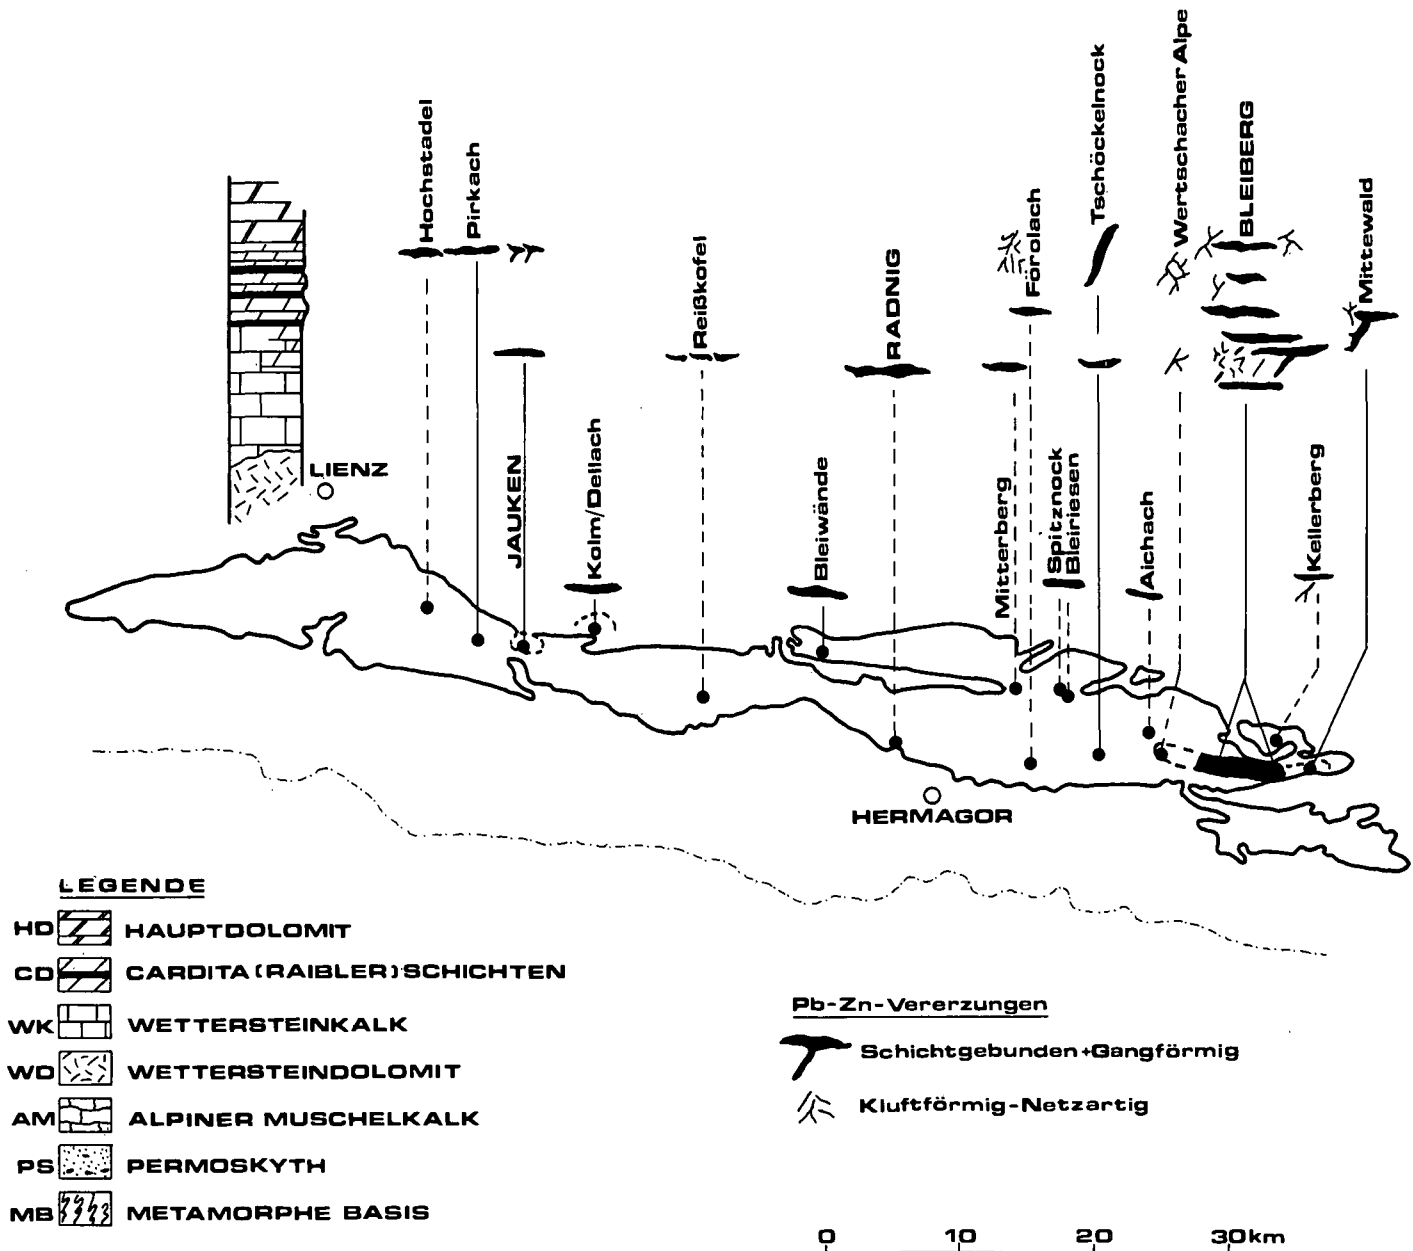 Hochstadel
Pirkach
JAUKEN
Kolm/Dellach
Reißkofel
Bleiwände
RADNIG
Mitterberg
Förolach
Spitznock
Bleiriesen
Tschöckelnock
Aichach
Wertschacher Alpe
BLEIBERG
Kellerberg
Mittewald
LIENZ
HERMAGOR
LEGENDE
HD HAUPTDOLOMIT
CD CARDITA(RAIBLER)SCHICHTEN
WK WETTERSTEINKALK
WD WETTERSTEINDOLOMIT
AM ALPINER MUSCHELKALK
PS PERMOSKYTH
MB METAMORPHE BASIS
Pb-Zn-Vererzungen
Schichtgebunden+Gangförmig
Kluftförmig-Netzartig
0 10 20 30km